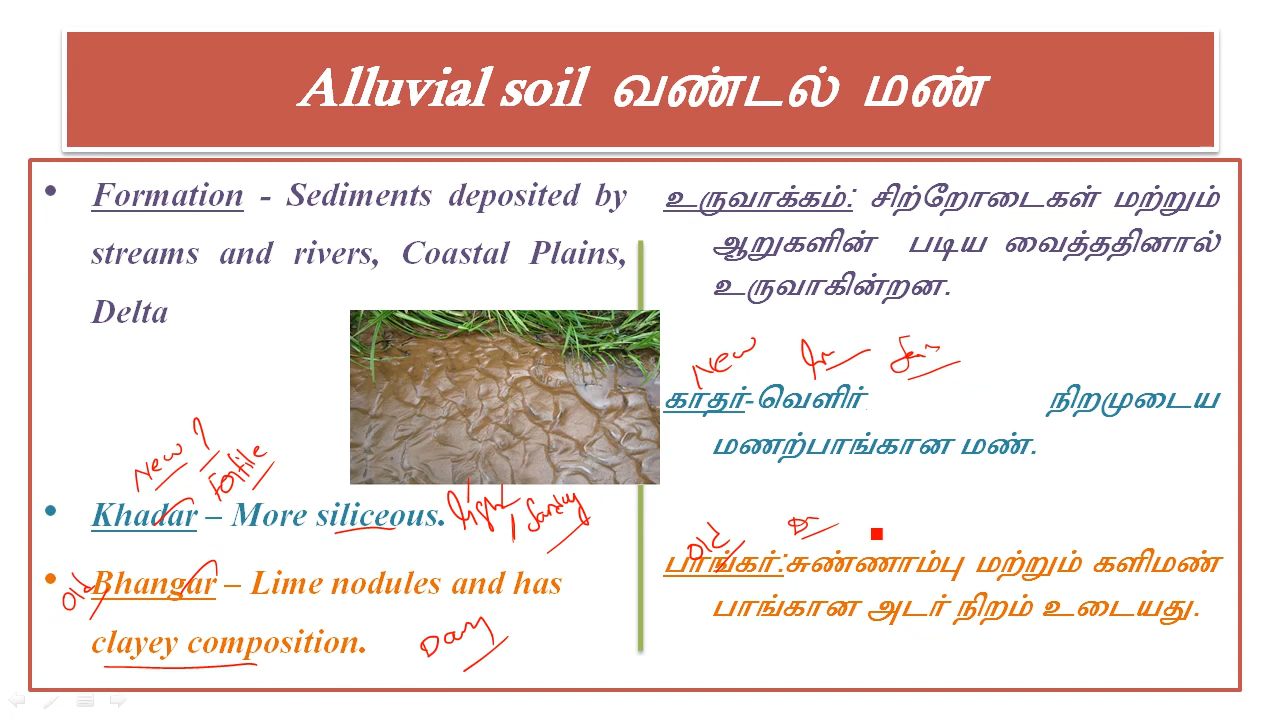 Alluvial soil வண்டல் மண்
• Formation - Sediments deposited by
streams and rivers, Coastal Plains,
Delta
New
Fertile
• Khadar – More siliceous.
light, Sandy
Old
• Bhangar – Lime nodules and has
clayey composition.
உருவாக்கம்: சிற்றோடைகள் மற்றும்
ஆறுகளின் படிய வைத்ததினால்
உருவாகின்றன.
New
காதர்-வெளிர் நிறமுடைய
மணற்பாங்கான மண்.
Old
பாங்கர்:சுண்ணாம்பு மற்றும் களிமண்
பாங்கான அடர் நிறம் உடையது.